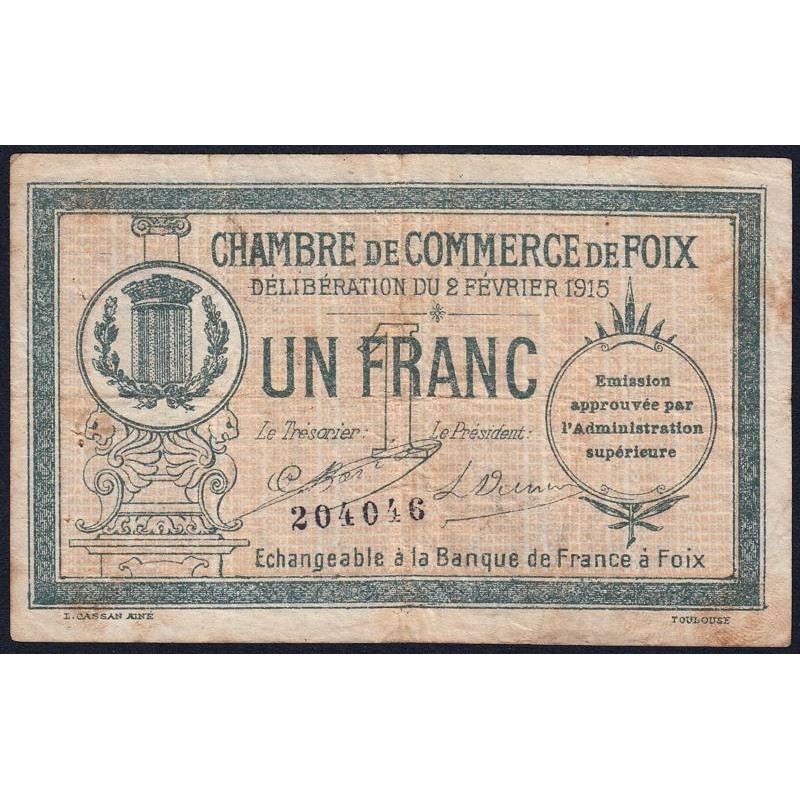 CHAMBRE DE COMMERCE DE FOIX
DÉLIBÉRATION DU 2 FÉVRIER 1915
1
UN FRANC
Emission
approuvée par
l'Administration
supérieure
Le Trésorier: Le Président:
204046
Echangeable à la Banque de France à Foix
L. CASSAN AINÉ TOULOUSE